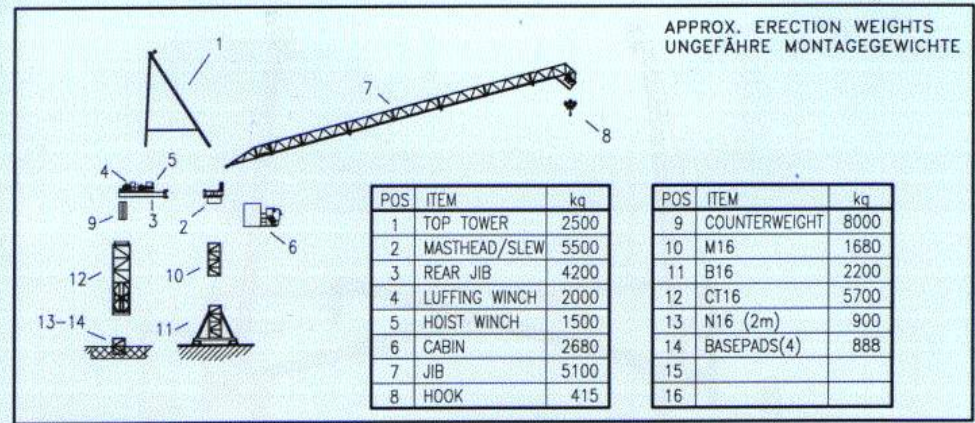 APPROX. ERECTION WEIGHTS
UNGEFÄHRE MONTAGEGEWICHTE
1
7
8
4
5
9
3
2
6
12
10
13-14
11
POS ITEM kg
1 TOP TOWER 2500
2 MASTHEAD/SLEW 5500
3 REAR JIB 4200
4 LUFFING WINCH 2000
5 HOIST WINCH 1500
6 CABIN 2680
7 JIB 5100
8 HOOK 415
POS ITEM kg
9 COUNTERWEIGHT 8000
10 M16 1680
11 B16 2200
12 CT16 5700
13 N16 (2m) 900
14 BASEPADS(4) 888
15
16